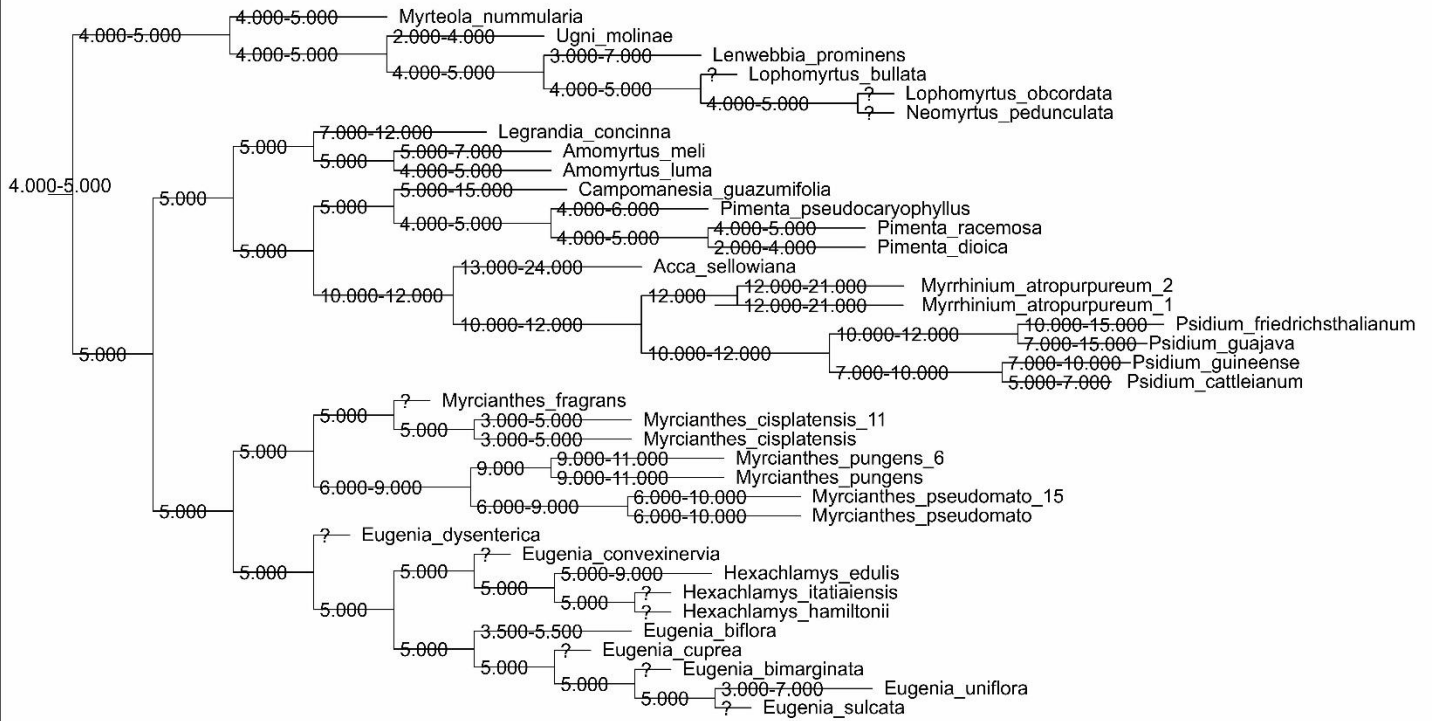 4.000-5.000 Myrteola_nummularia
4.000-5.000
2.000-4.000 Ugni_molinae
4.000-5.000
3.000-7.000 Lenwebbia_prominens
4.000-5.000
? Lophomyrtus_bullata
4.000-5.000
? Lophomyrtus_obcordata
4.000-5.000
? Neomyrtus_pedunculata
7.000-12.000 Legrandia_concinna
5.000
5.000-7.000 Amomyrtus_meli
5.000
4.000-5.000 Amomyrtus_luma
4.000-5.000
5.000-15.000 Campomanesia_guazumifolia
5.000
5.000
4.000-6.000 Pimenta_pseudocaryophyllus
4.000-5.000
4.000-5.000 Pimenta_racemosa
4.000-5.000
2.000-4.000 Pimenta_dioica
5.000
13.000-24.000 Acca_sellowiana
12.000-21.000 Myrrhinium_atropurpureum_2
10.000-12.000 12.000
12.000-21.000 Myrrhinium_atropurpureum_1
10.000-12.000
10.000-15.000 Psidium_friedrichsthalianum
10.000-12.000
7.000-15.000 Psidium_guajava
5.000 10.000-12.000
7.000-10.000 Psidium_guineense
7.000-10.000
5.000-7.000 Psidium_cattleianum
? Myrcianthes_fragrans
5.000
3.000-5.000 Myrcianthes_cisplatensis_11
5.000
3.000-5.000 Myrcianthes_cisplatensis
5.000
9.000-11.000 Myrcianthes_pungens_6
9.000
9.000-11.000 Myrcianthes_pungens
6.000-9.000
6.000-10.000 Myrcianthes_pseudomato_15
6.000-9.000
6.000-10.000 Myrcianthes_pseudomato
5.000
? Eugenia_dysenterica
? Eugenia_convexinervia
5.000
5.000 5.000-9.000 Hexachlamys_edulis
5.000
? Hexachlamys_itatiaiensis
5.000
? Hexachlamys_hamiltonii
5.000
3.500-5.500 Eugenia_biflora
5.000
? Eugenia_cuprea
5.000
? Eugenia_bimarginata
5.000
3.000-7.000 Eugenia_uniflora
5.000
? Eugenia_sulcata